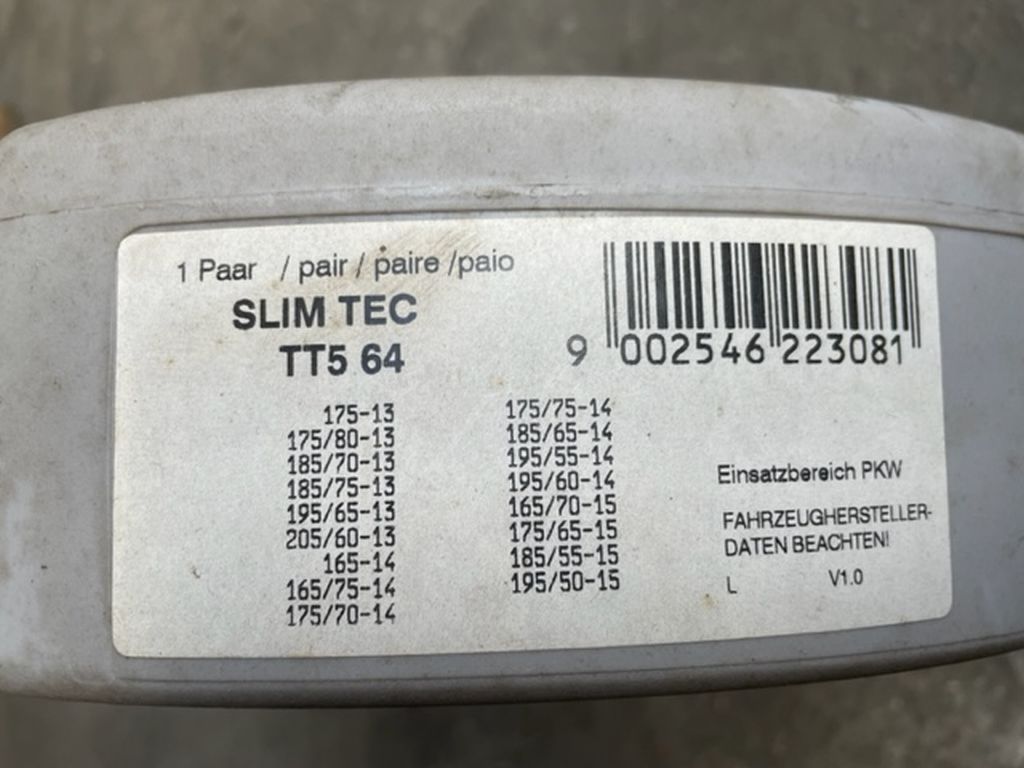 1 Paar / pair / paire /paio
SLIM TEC
TT5 64
9 002546 223081
175-13
175/80-13
185/70-13
185/75-13
195/65-13
205/60-13
165-14
165/75-14
175/70-14
175/75-14
185/65-14
195/55-14
195/60-14
165/70-15
175/65-15
185/55-15
195/50-15
Einsatzbereich PKW
FAHRZEUGHERSTELLER-
DATEN BEACHTEN!
L V1.0